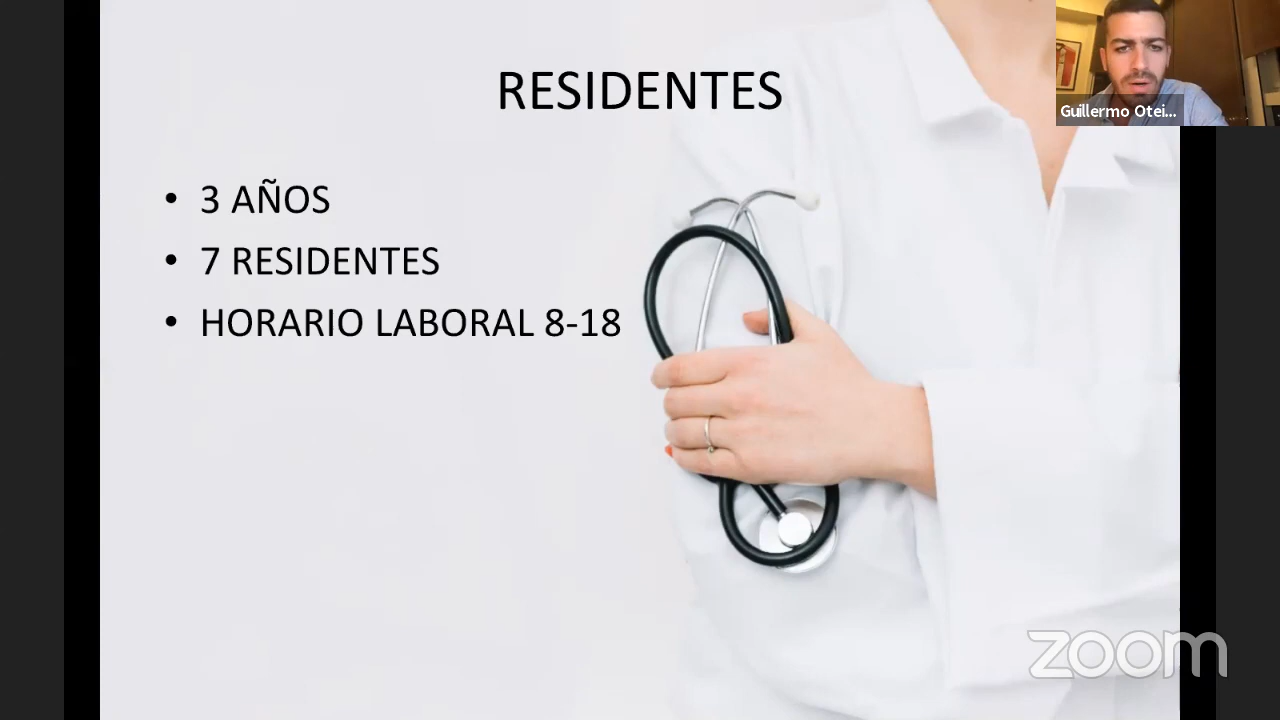 RESIDENTES
Guillermo Otei...
• 3 AÑOS
• 7 RESIDENTES
• HORARIO LABORAL 8-18
zoom